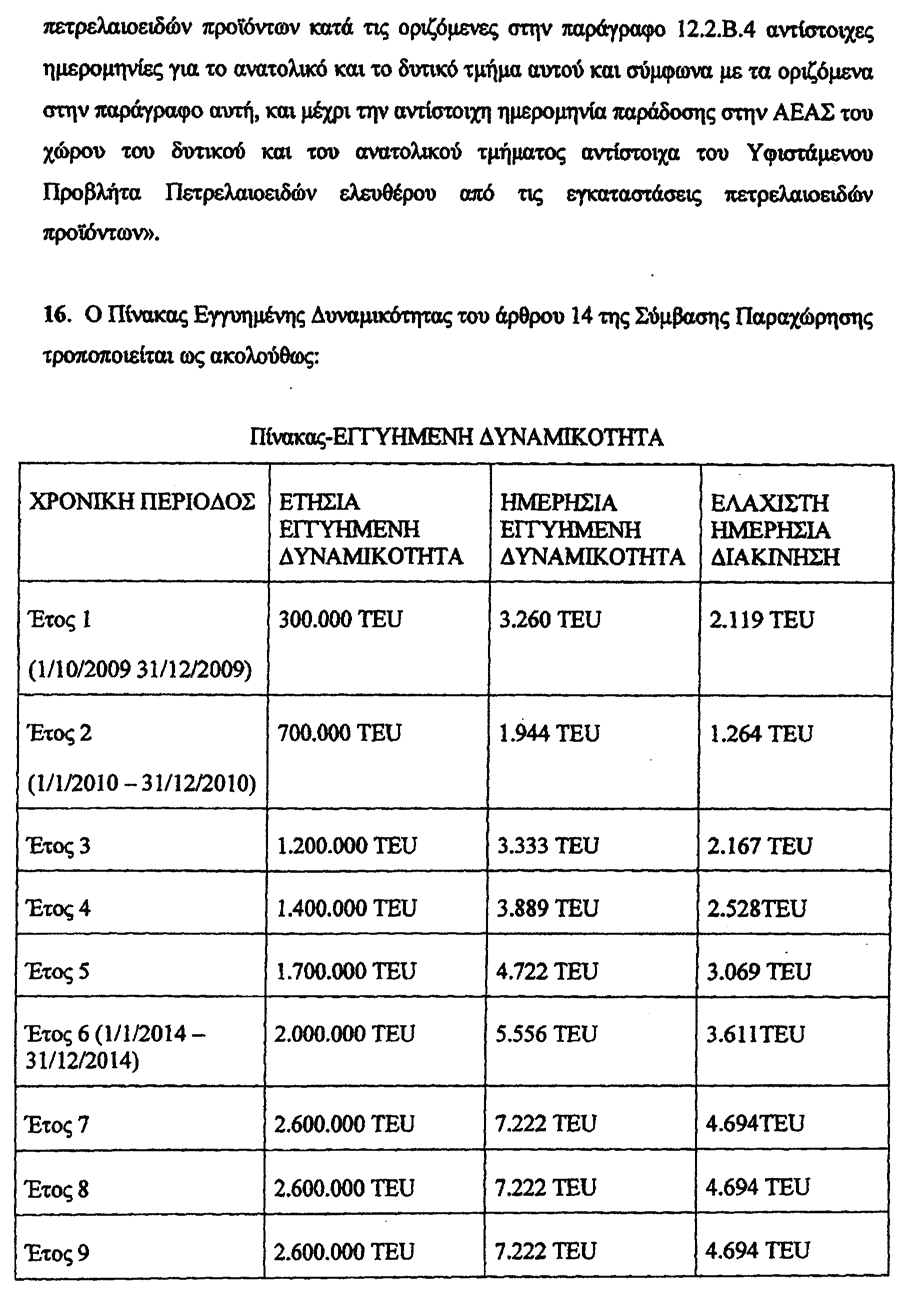 πετρελαιοειδών προϊόντων κατά τις οριζόμενες στην παράγραφο 12.2.Β.4 αντίστοιχες
ημερομηνίες για το ανατολικό και το δυτικό τμήμα αυτού και σύμφωνα με τα οριζόμενα
στην παράγραφο αυτή, και μέχρι την αντίστοιχη ημερομηνία παράδοσης στην ΑΕΑΣ του
χώρου του δυτικού και του ανατολικού τμήματος αντίστοιχα του Υφιστάμενου
Προβλήτα Πετρελαιοειδών ελευθέρου από τις εγκαταστάσεις πετρελαιοειδών
προϊόντων».
16. Ο Πίνακας Εγγυημένης Δυναμικότητας του άρθρου 14 της Σύμβασης Παραχώρησης
τροποποιείται ως ακολούθως:
Πίνακας-ΕΓΓΥΗΜΕΝΗ ΔΥΝΑΜΙΚΟΤΗΤΑ
ΧΡΟΝΙΚΗ ΠΕΡΙΟΔΟΣ ΕΤΗΣΙΑ ΗΜΕΡΗΣΙΑ ΕΛΑΧΙΣΤΗ
ΕΓΓΥΗΜΕΝΗ ΕΓΓΥΗΜΕΝΗ ΗΜΕΡΗΣΙΑ
ΔΥΝΑΜΙΚΟΤΗΤΑ ΔΥΝΑΜΙΚΟΤΗΤΑ ΔΙΑΚΙΝΗΣΗ
Έτος 1 300.000 TEU 3.260 TEU 2.119 TEU
(1/10/2009 31/12/2009)
Έτος 2 700.000 TEU 1.944 TEU 1.264 TEU
(1/1/2010 – 31/12/2010)
Έτος 3 1.200.000 TEU 3.333 TEU 2.167 TEU
Έτος 4 1.400.000 TEU 3.889 TEU 2.528TEU
Έτος 5 1.700.000 TEU 4.722 TEU 3.069 TEU
Έτος 6 (1/1/2014 – 2.000.000 TEU 5.556 TEU 3.611TEU
31/12/2014)
Έτος 7 2.600.000 TEU 7.222 TEU 4.694TEU
Έτος 8 2.600.000 TEU 7.222 TEU 4.694 TEU
Έτος 9 2.600.000 TEU 7.222 TEU 4.694 TEU